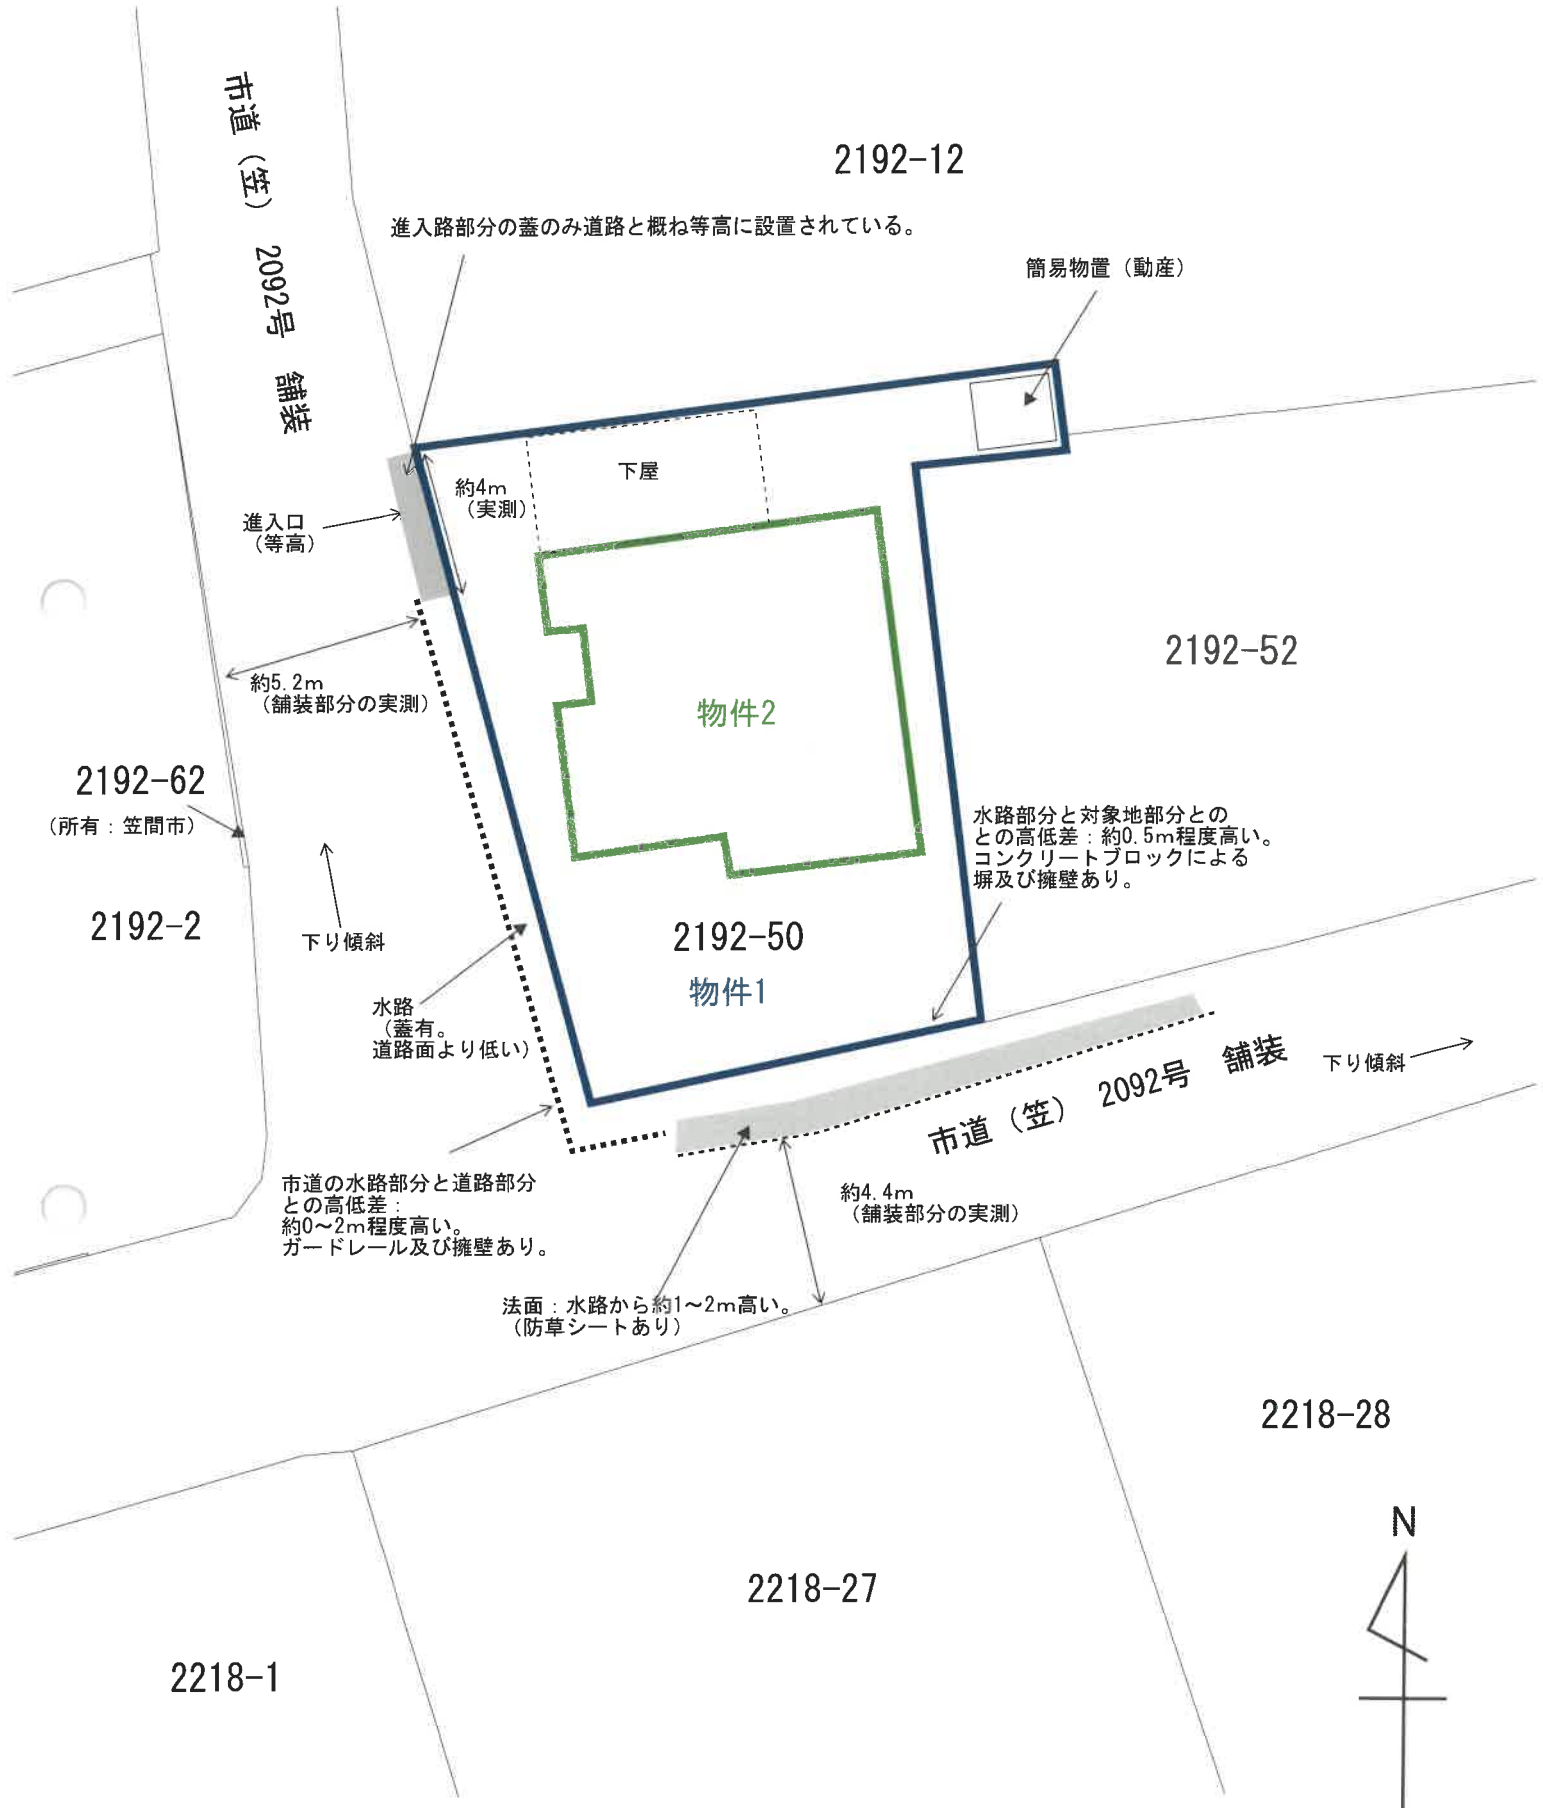 市道（笠） 2092号 舗装
2192-12
進入路部分の蓋のみ道路と概ね等高に設置されている。
簡易物置（動産）
下屋
約4m
（実測）
進入口
（等高）
約5.2m
（舗装部分の実測）
2192-52
物件2
2192-62
（所有：笠間市）
水路部分と対象地部分との
との高低差：約0.5m程度高い。
コンクリートブロックによる
塀及び擁壁あり。
2192-2
下り傾斜
2192-50
物件1
水路
（蓋有。
道路面より低い）
市道（笠） 2092号 舗装
下り傾斜
市道の水路部分と道路部分
との高低差：
約0～2m程度高い。
ガードレール及び擁壁あり。
約4.4m
（舗装部分の実測）
法面：水路から約1～2m高い。
（防草シートあり）
2218-28
N
2218-27
2218-1